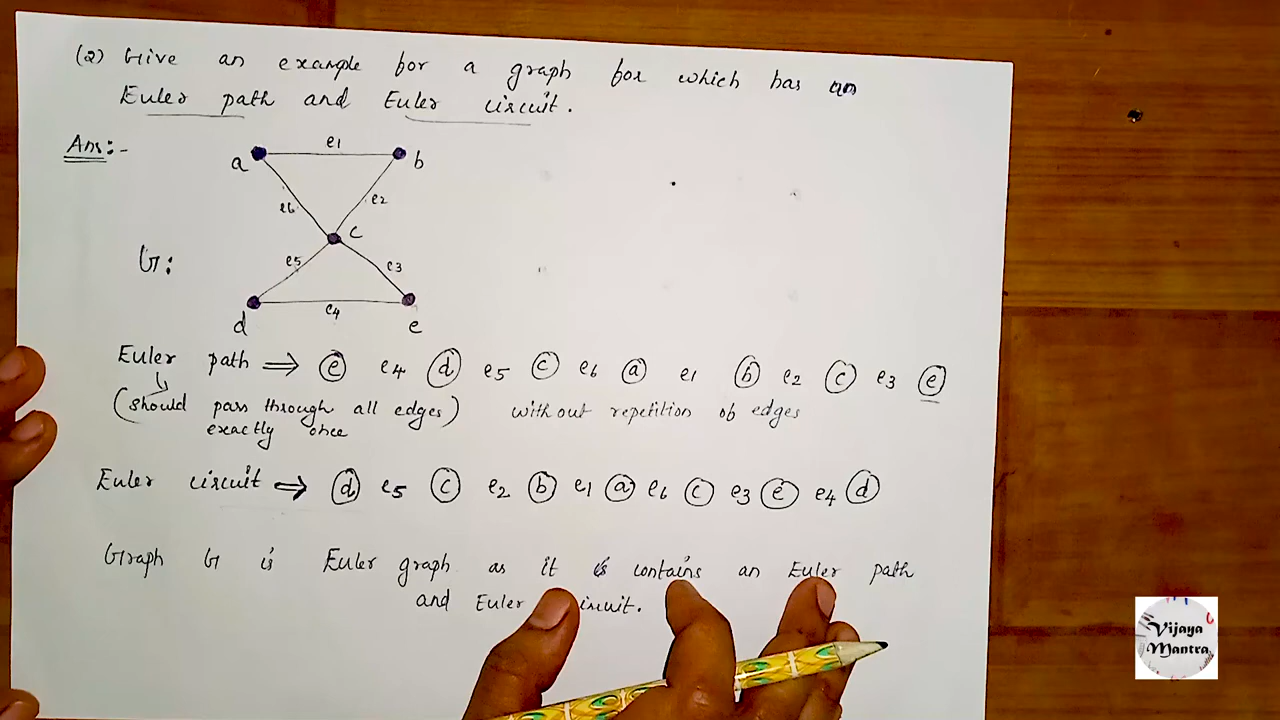 (2) Give an example for a graph for which has an
Euler path and Euler circuit.
Ans:-
e1
a b
e6 e2
c
G:
e5 e3
e4
d e
Euler path ⇒ e e4 d e5 c e6 a e1 b e2 c e3 e
(should pass through all edges) without repetition of edges
exactly once
Euler circuit ⇒ d e5 c e2 b e1 a e6 c e3 e e4 d
Graph G is Euler graph as it contains an Euler path
and Euler circuit.
Vijaya
Mantra